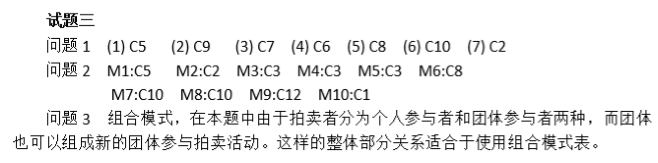 试题三
问题 1 (1) C5 (2) C9 (3) C7 (4) C6 (5) C8 (6) C10 (7) C2
问题 2 M1:C5 M2:C2 M3:C3 M4:C3 M5:C3 M6:C8
M7:C10 M8:C10 M9:C12 M10:C1
问题 3 组合模式，在本题中由于拍卖者分为个人参与者和团体参与者两种，而团体
也可以组成新的团体参与拍卖活动。这样的整体部分关系适合于使用组合模式表。